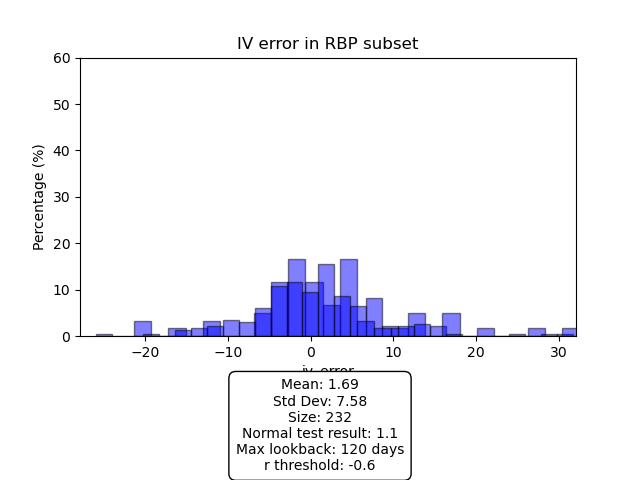 IV error in RBP subset
60
50
40
30
20
10
0
Percentage (%)
−20
−10
0
10
20
30
iv_error
Mean: 1.69
Std Dev: 7.58
Size: 232
Normal test result: 1.1
Max lookback: 120 days
r threshold: -0.6